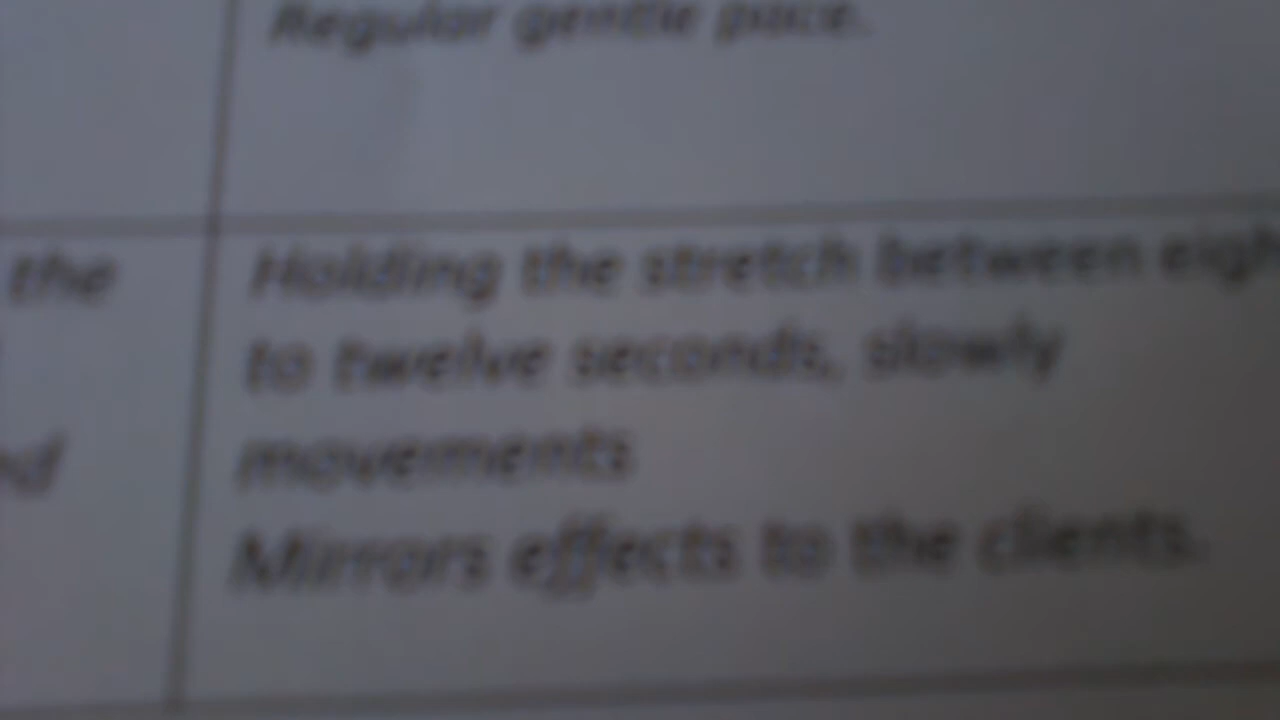 Regular gentle pace.
the
Holding the stretch between eigh
to twelve seconds, slowly
movements
Mirrors effects to the clients.